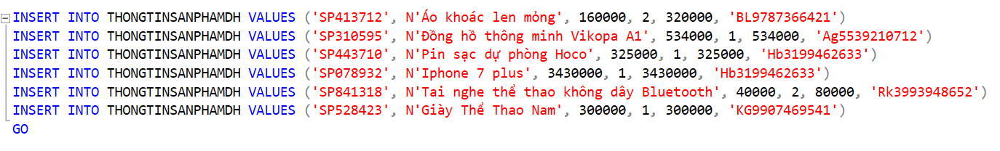 INSERT INTO THONGTINSANPHAMDH VALUES ('SP413712', N'Áo khoác len mỏng', 160000, 2, 320000, 'BL9787366421')
INSERT INTO THONGTINSANPHAMDH VALUES ('SP310595', N'Đồng hồ thông minh Vikopa A1', 534000, 1, 534000, 'Ag5539210712')
INSERT INTO THONGTINSANPHAMDH VALUES ('SP443710', N'Pin sạc dự phòng Hoco', 325000, 1, 325000, 'Hb3199462633')
INSERT INTO THONGTINSANPHAMDH VALUES ('SP078932', N'Iphone 7 plus', 3430000, 1, 3430000, 'Hb3199462633')
INSERT INTO THONGTINSANPHAMDH VALUES ('SP841318', N'Tai nghe thể thao không dây Bluetooth', 40000, 2, 80000, 'Rk3993948652')
INSERT INTO THONGTINSANPHAMDH VALUES ('SP528423', N'Giày Thể Thao Nam', 300000, 1, 300000, 'KG9907469541')
GO